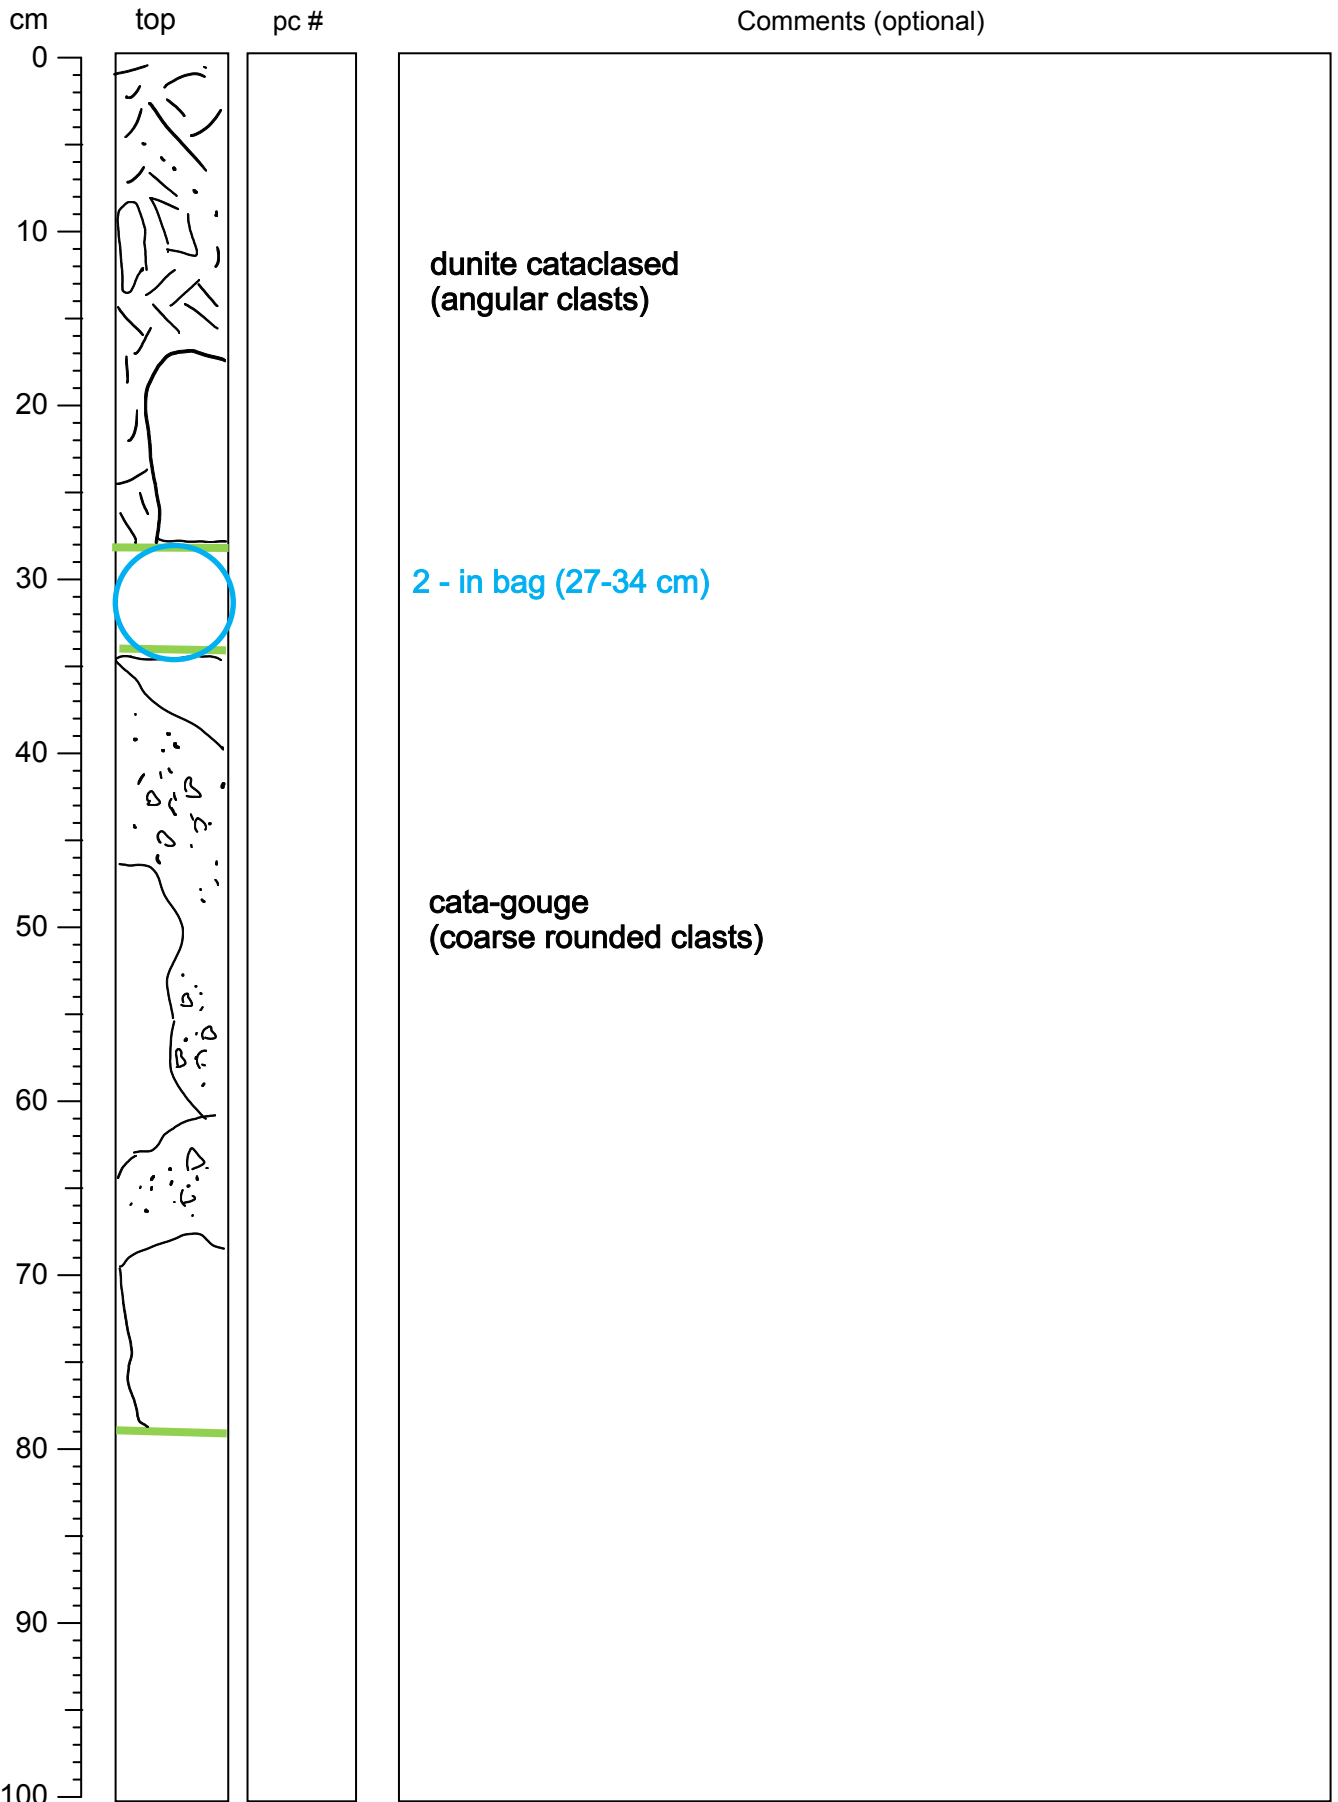 cm top pc # Comments (optional)
0
10
dunite cataclased
(angular clasts)
20
30
2 - in bag (27-34 cm)
40
cata-gouge
50
(coarse rounded clasts)
60
70
80
90
100